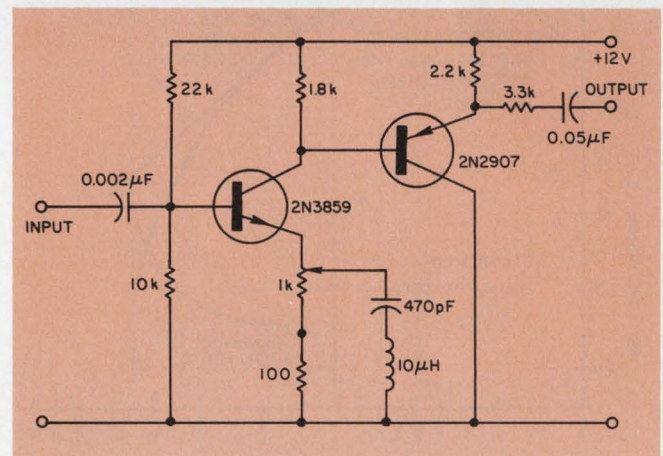 +12V
22k
1.8k
2.2k
3.3k
OUTPUT
0.05μF
2N2907
0.002μF
2N3859
INPUT
10k
1k
470pF
100
10μH